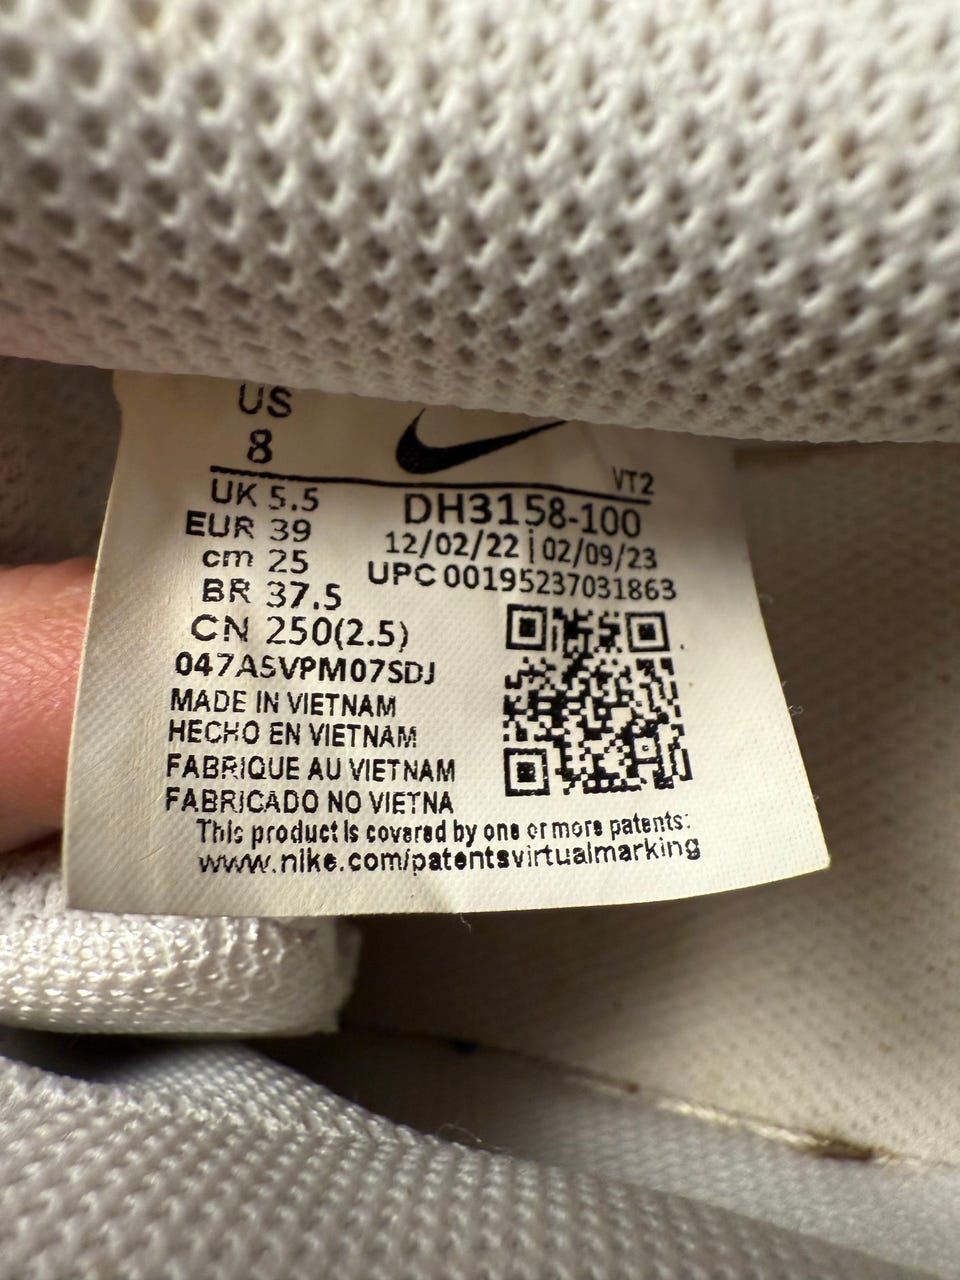 US
8
VT2
UK 5.5
DH3158-100
EUR 39
12/02/22 | 02/09/23
cm 25
UPC 00195237031863
BR 37.5
CN 250(2.5)
047A5VPM07SDJ
MADE IN VIETNAM
HECHO EN VIETNAM
FABRIQUE AU VIETNAM
FABRICADO NO VIETNA
This product is covered by one or more patents:
www.nike.com/patentsvirtualmarking